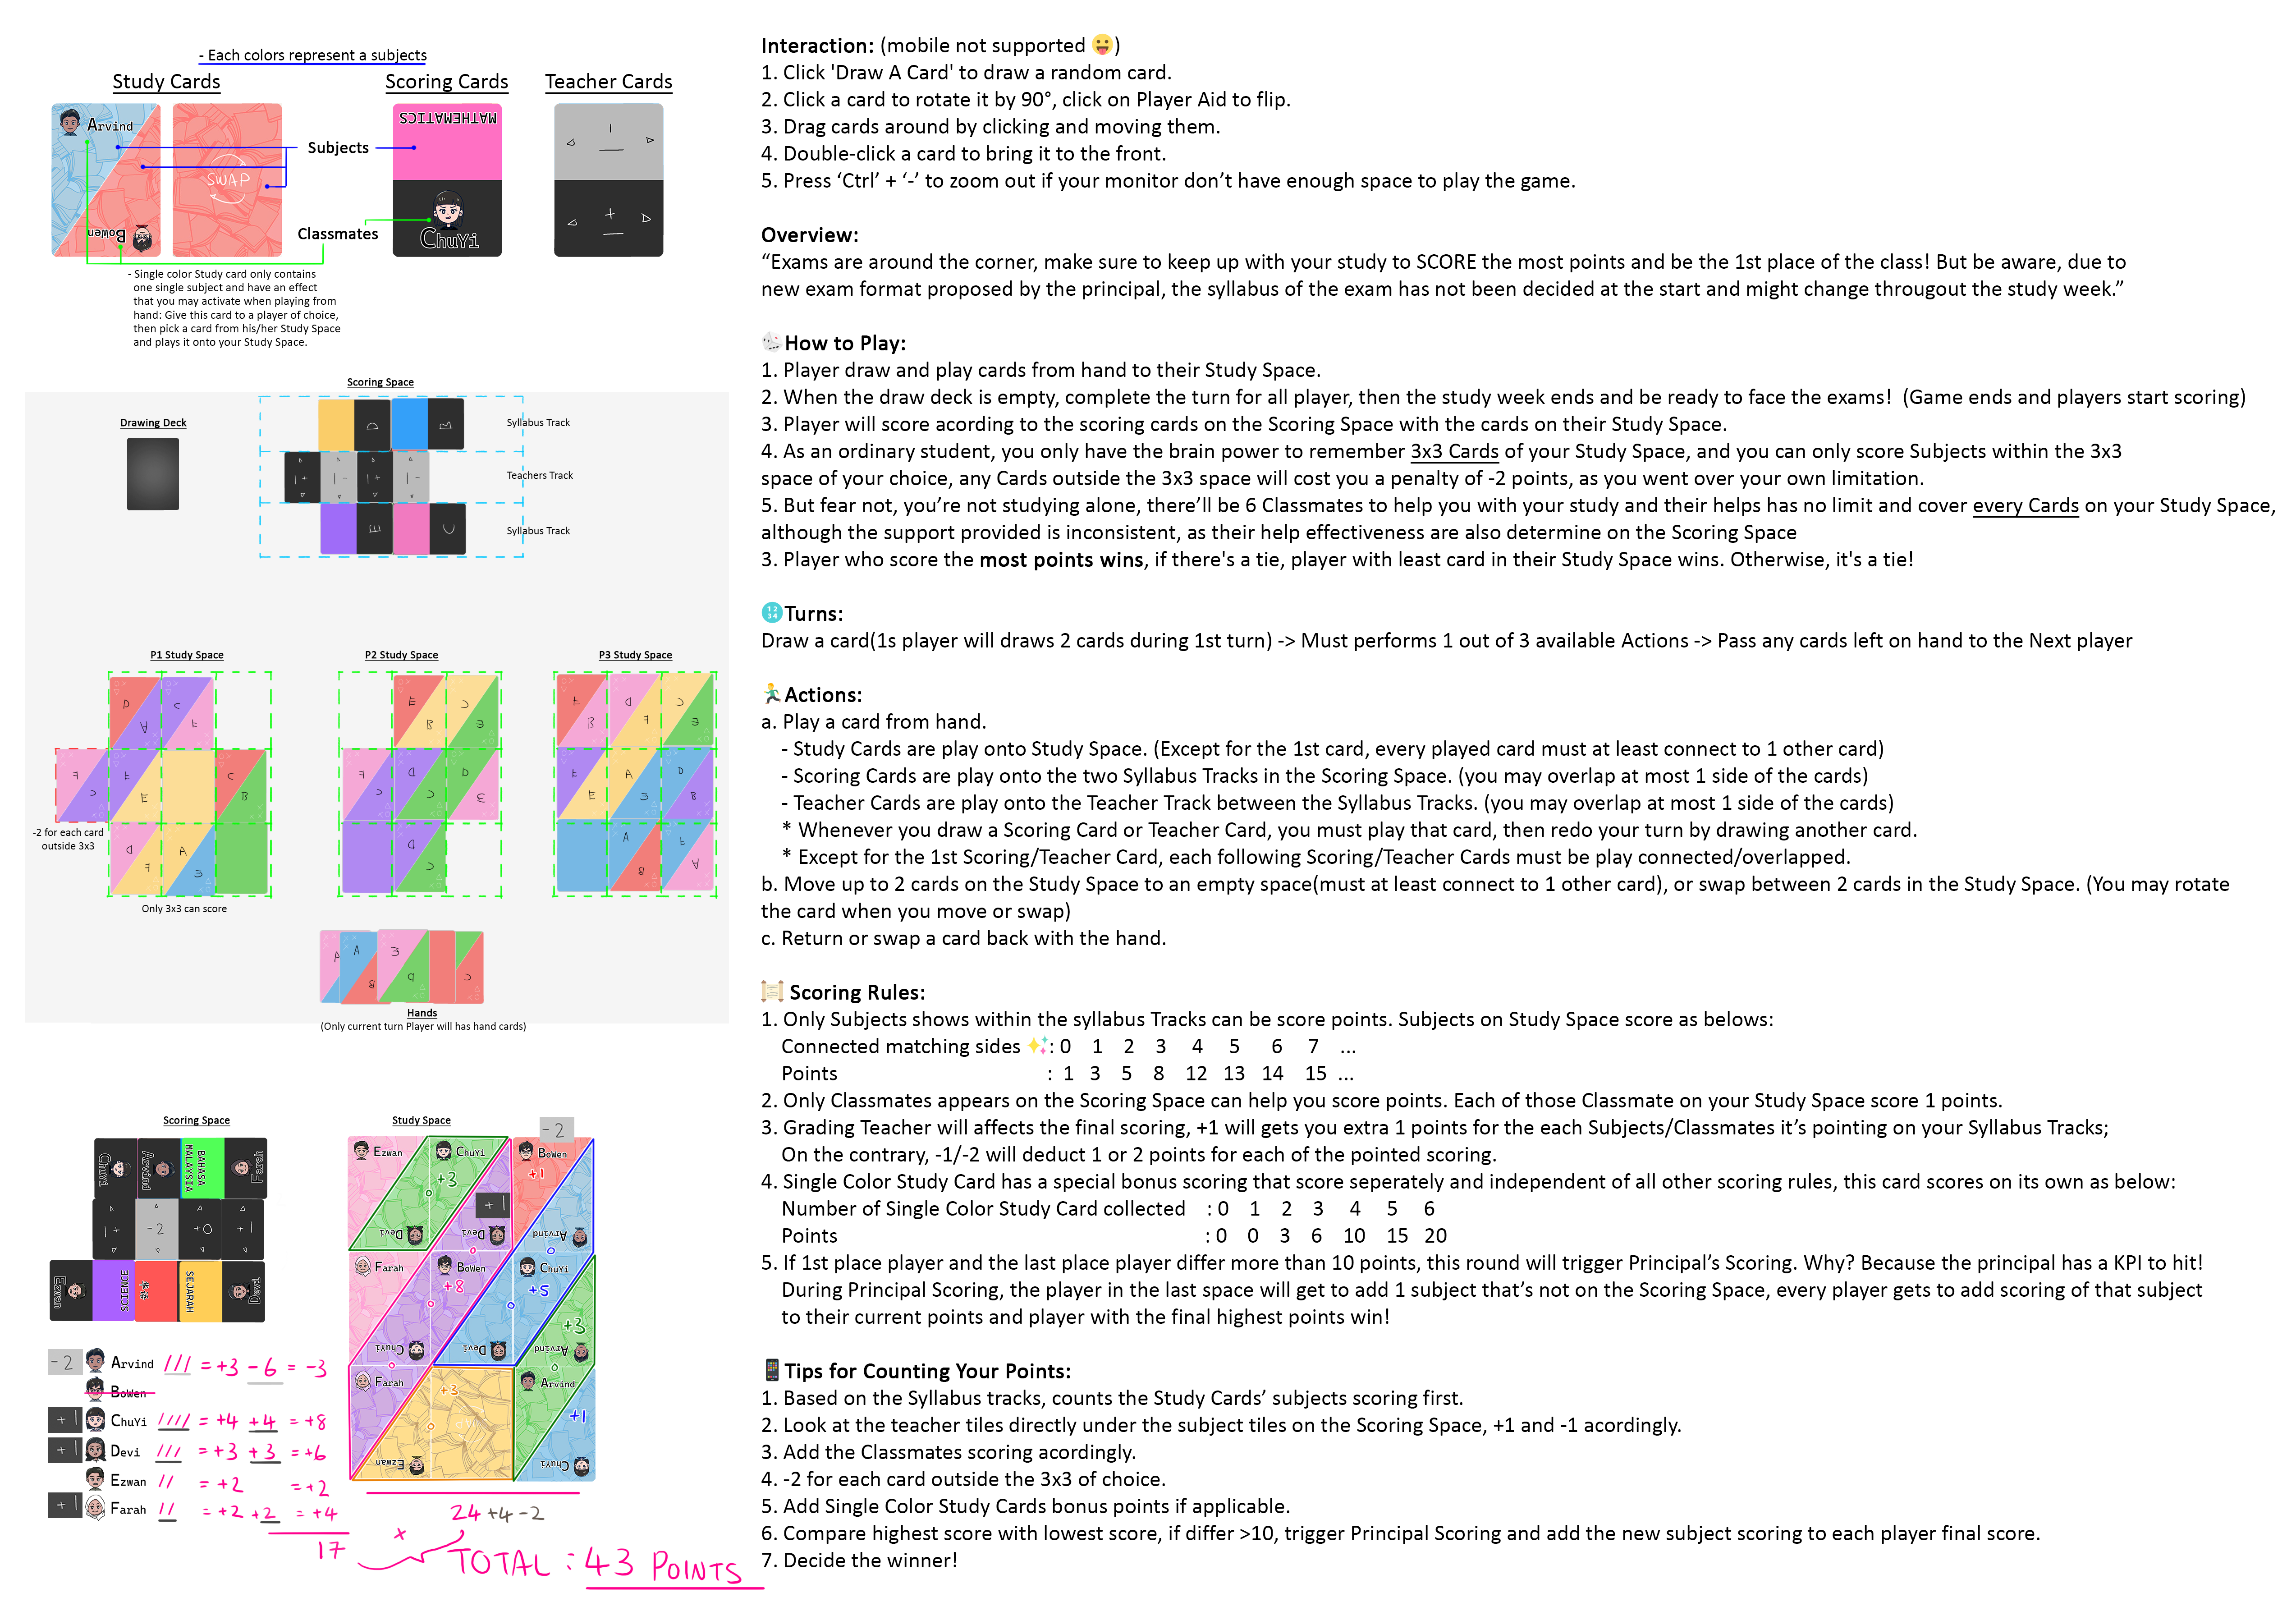 - Each colors represent a subjects
Study Cards
Scoring Cards
Teacher Cards
Arvind
Bowen
SWAP
Subjects
Classmates
MATHEMATICS
ChuYi
1
+
- Single color Study card only contains
one single subject and have an effect
that you may activate when playing from
hand: Give this card to a player of choice,
then pick a card from his/her Study Space
and plays it onto your Study Space.
Scoring Space
Drawing Deck
Syllabus Track
D
B
Teachers Track
1 +
1 -
1 +
1 -
Syllabus Track
E
C
P1 Study Space
P2 Study Space
P3 Study Space
-2 for each card
outside 3x3
Only 3x3 can score
Hands
(Only current turn Player will has hand cards)
Scoring Space
ChuYi
Arvind
BAHASA
MALAYSIA
Farah
1 +
-2
+0
+1
Ezwan
SCIENCE
SEJARAH
Devi
-2 Arvind /// = +3 -6 = -3
BoWen
+1 ChuYi //// = +4 +4 = +8
+1 Devi /// = +3 +3 = +6
Ezwan // = +2 = +2
+1 Farah // = +2 +2 = +4
17
Study Space
-2
Ezwan
ChuYi
BoWen
+3
+1
+1
Devi
Devi
Arvind
Farah
BoWen
ChuYi
+8
+5
+3
ChuYi
Devi
Arvind
Farah
+3
Arvind
+1
Ezwan
ChuYi
24 +4 -2
TOTAL : 43 POINTS
Interaction: (mobile not supported 😛)
1. Click 'Draw A Card' to draw a random card.
2. Click a card to rotate it by 90°, click on Player Aid to flip.
3. Drag cards around by clicking and moving them.
4. Double-click a card to bring it to the front.
5. Press ‘Ctrl’ + ‘-’ to zoom out if your monitor don’t have enough space to play the game.
Overview:
“Exams are around the corner, make sure to keep up with your study to SCORE the most points and be the 1st place of the class! But be aware, due to
new exam format proposed by the principal, the syllabus of the exam has not been decided at the start and might change througout the study week.”
🎲How to Play:
1. Player draw and play cards from hand to their Study Space.
2. When the draw deck is empty, complete the turn for all player, then the study week ends and be ready to face the exams! (Game ends and players start scoring)
3. Player will score acording to the scoring cards on the Scoring Space with the cards on their Study Space.
4. As an ordinary student, you only have the brain power to remember 3x3 Cards of your Study Space, and you can only score Subjects within the 3x3
space of your choice, any Cards outside the 3x3 space will cost you a penalty of -2 points, as you went over your own limitation.
5. But fear not, you’re not studying alone, there’ll be 6 Classmates to help you with your study and their helps has no limit and cover every Cards on your Study Space,
although the support provided is inconsistent, as their help effectiveness are also determine on the Scoring Space
3. Player who score the most points wins, if there's a tie, player with least card in their Study Space wins. Otherwise, it's a tie!
🔢Turns:
Draw a card(1s player will draws 2 cards during 1st turn) -> Must performs 1 out of 3 available Actions -> Pass any cards left on hand to the Next player
🏃‍♂️Actions:
a. Play a card from hand.
- Study Cards are play onto Study Space. (Except for the 1st card, every played card must at least connect to 1 other card)
- Scoring Cards are play onto the two Syllabus Tracks in the Scoring Space. (you may overlap at most 1 side of the cards)
- Teacher Cards are play onto the Teacher Track between the Syllabus Tracks. (you may overlap at most 1 side of the cards)
* Whenever you draw a Scoring Card or Teacher Card, you must play that card, then redo your turn by drawing another card.
* Except for the 1st Scoring/Teacher Card, each following Scoring/Teacher Cards must be play connected/overlapped.
b. Move up to 2 cards on the Study Space to an empty space(must at least connect to 1 other card), or swap between 2 cards in the Study Space. (You may rotate
the card when you move or swap)
c. Return or swap a card back with the hand.
📜 Scoring Rules:
1. Only Subjects shows within the syllabus Tracks can be score points. Subjects on Study Space score as belows:
Connected matching sides ✨: 0 1 2 3 4 5 6 7 ...
Points : 1 3 5 8 12 13 14 15 ...
2. Only Classmates appears on the Scoring Space can help you score points. Each of those Classmate on your Study Space score 1 points.
3. Grading Teacher will affects the final scoring, +1 will gets you extra 1 points for the each Subjects/Classmates it’s pointing on your Syllabus Tracks;
On the contrary, -1/-2 will deduct 1 or 2 points for each of the pointed scoring.
4. Single Color Study Card has a special bonus scoring that score seperately and independent of all other scoring rules, this card scores on its own as below:
Number of Single Color Study Card collected : 0 1 2 3 4 5 6
Points : 0 0 3 6 10 15 20
5. If 1st place player and the last place player differ more than 10 points, this round will trigger Principal’s Scoring. Why? Because the principal has a KPI to hit!
During Principal Scoring, the player in the last space will get to add 1 subject that’s not on the Scoring Space, every player gets to add scoring of that subject
to their current points and player with the final highest points win!
📱Tips for Counting Your Points:
1. Based on the Syllabus tracks, counts the Study Cards’ subjects scoring first.
2. Look at the teacher tiles directly under the subject tiles on the Scoring Space, +1 and -1 acordingly.
3. Add the Classmates scoring acordingly.
4. -2 for each card outside the 3x3 of choice.
5. Add Single Color Study Cards bonus points if applicable.
6. Compare highest score with lowest score, if differ >10, trigger Principal Scoring and add the new subject scoring to each player final score.
7. Decide the winner!